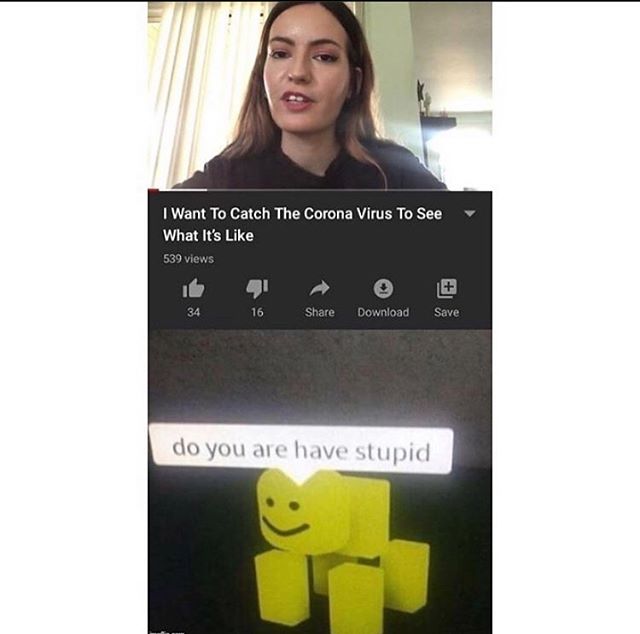 I Want To Catch The Corona Virus To See
What It's Like
539 views
34
16
Share
Download
Save
do you are have stupid